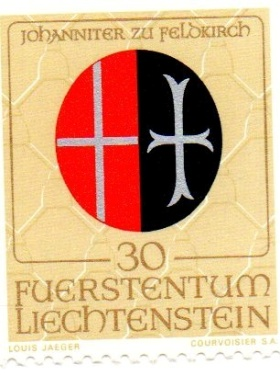 JOHANNITER ZU FELDKIRCH
30
FUERSTENTUM
LIECHTENSTEIN
LOUIS JAEGER COURVOISIER S.A.